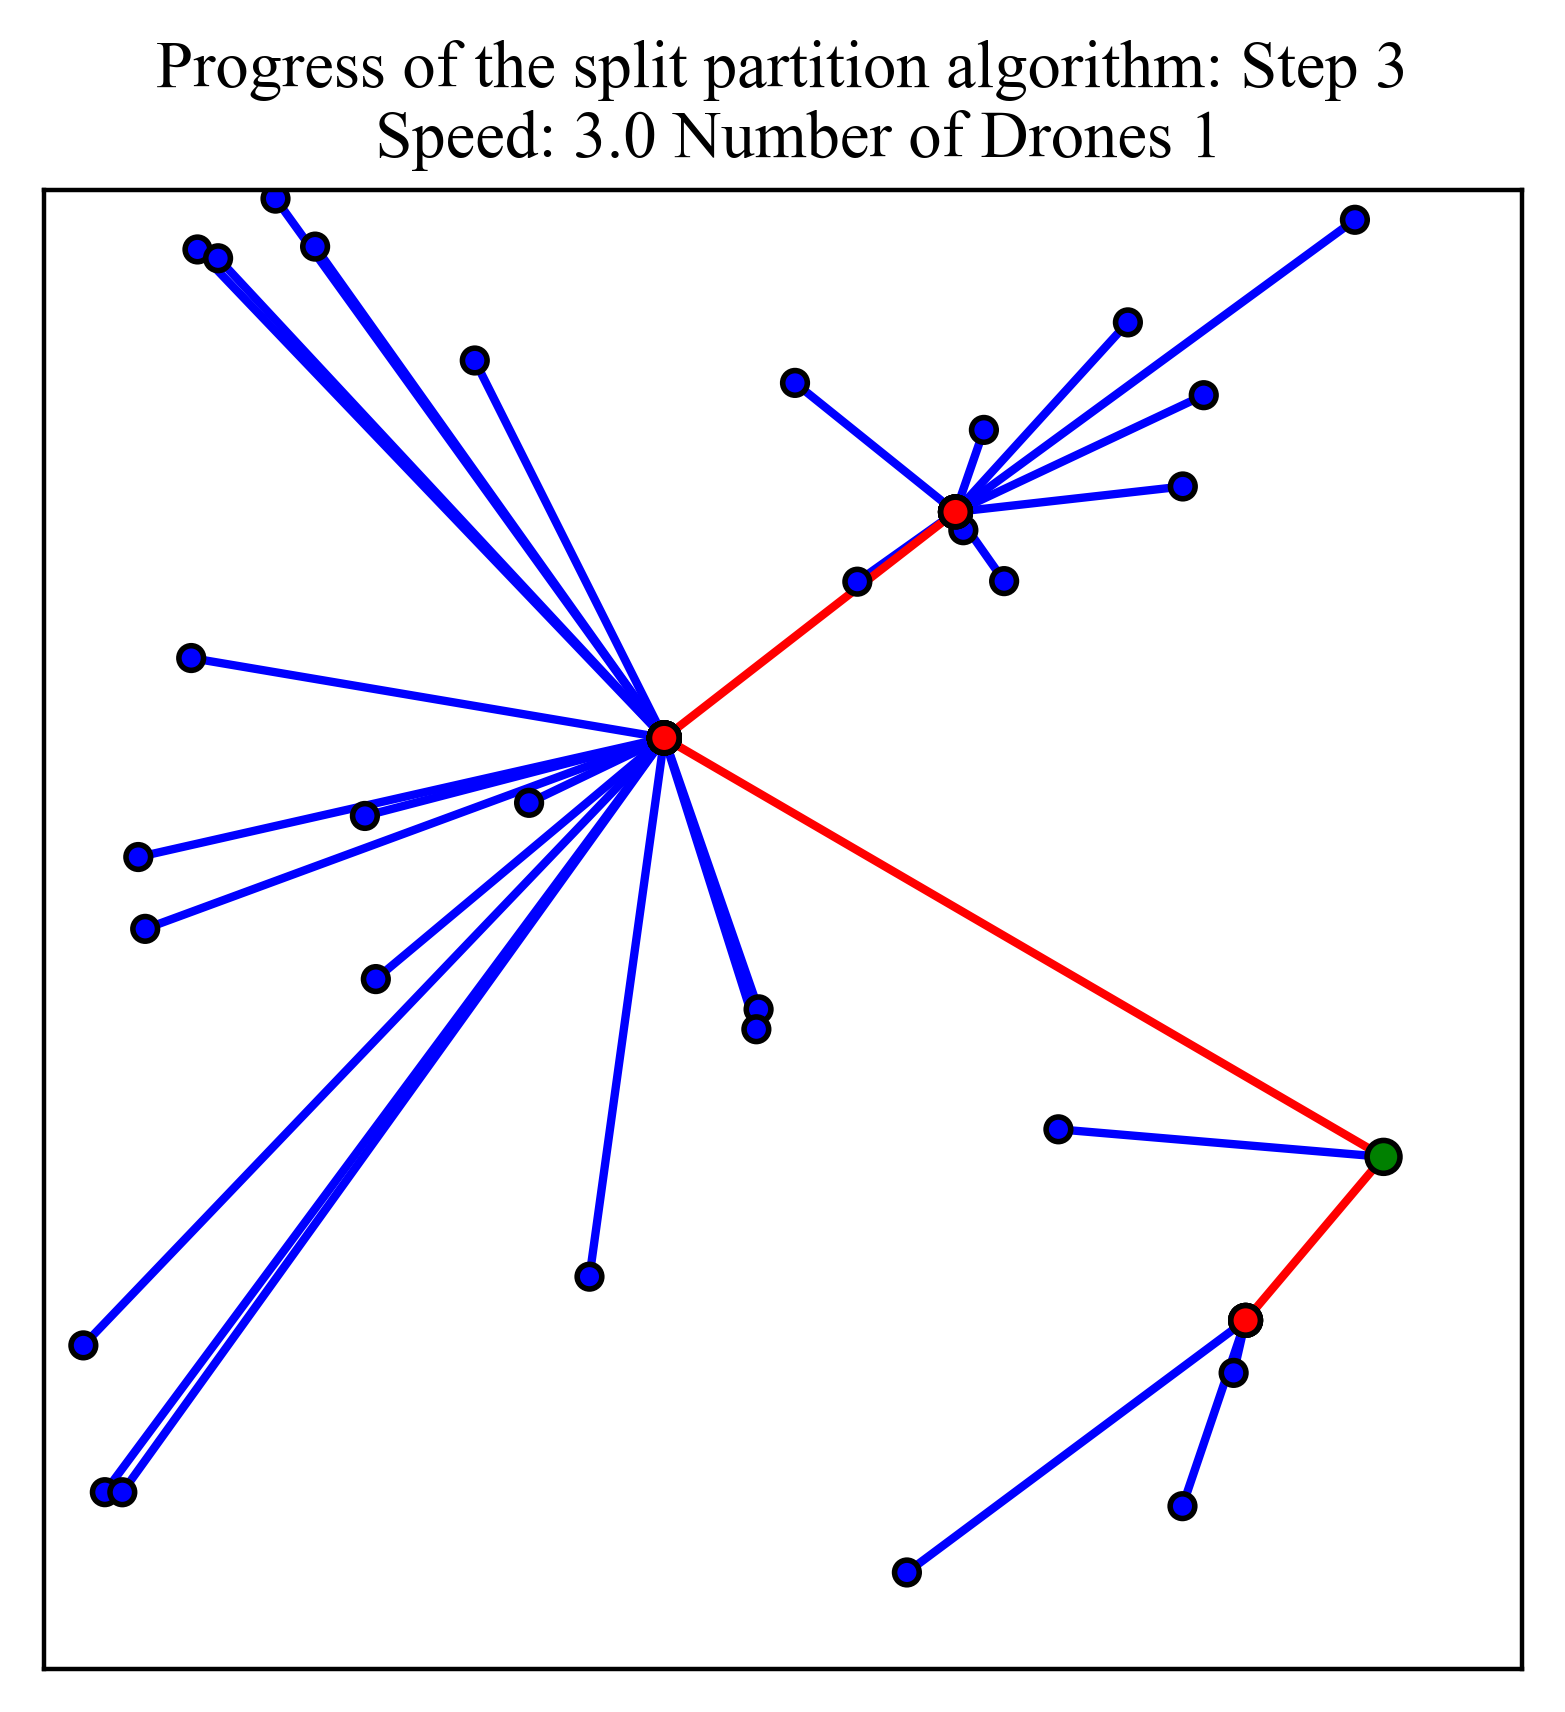 Progress of the split partition algorithm: Step 3
Speed: 3.0 Number of Drones 1